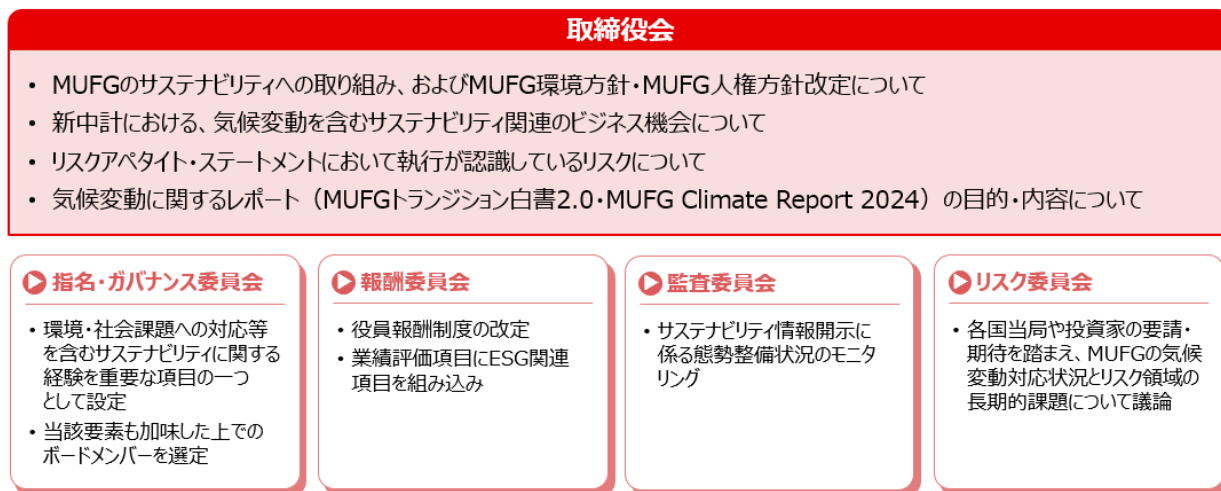 取締役会
• MUFGのサステナビリティへの取り組み、およびMUFG環境方針・MUFG人権方針改定について
• 新中計における、気候変動を含むサステナビリティ関連のビジネス機会について
• リスクアペタイト・ステートメントにおいて執行が認識しているリスクについて
• 気候変動に関するレポート（MUFGトランジション白書2.0・MUFG Climate Report 2024）の目的・内容について
指名・ガバナンス委員会
• 環境・社会課題への対応等
を含むサステナビリティに関する
経験を重要な項目の一つ
として設定
• 当該要素も加味した上での
ボードメンバーを選定
報酬委員会
• 役員報酬制度の改定
• 業績評価項目にESG関連
項目を組み込み
監査委員会
• サステナビリティ情報開示に
係る態勢整備状況のモニタ
リング
リスク委員会
• 各国当局や投資家の要請・
期待を踏まえ、MUFGの気候
変動対応状況とリスク領域の
長期的課題について議論